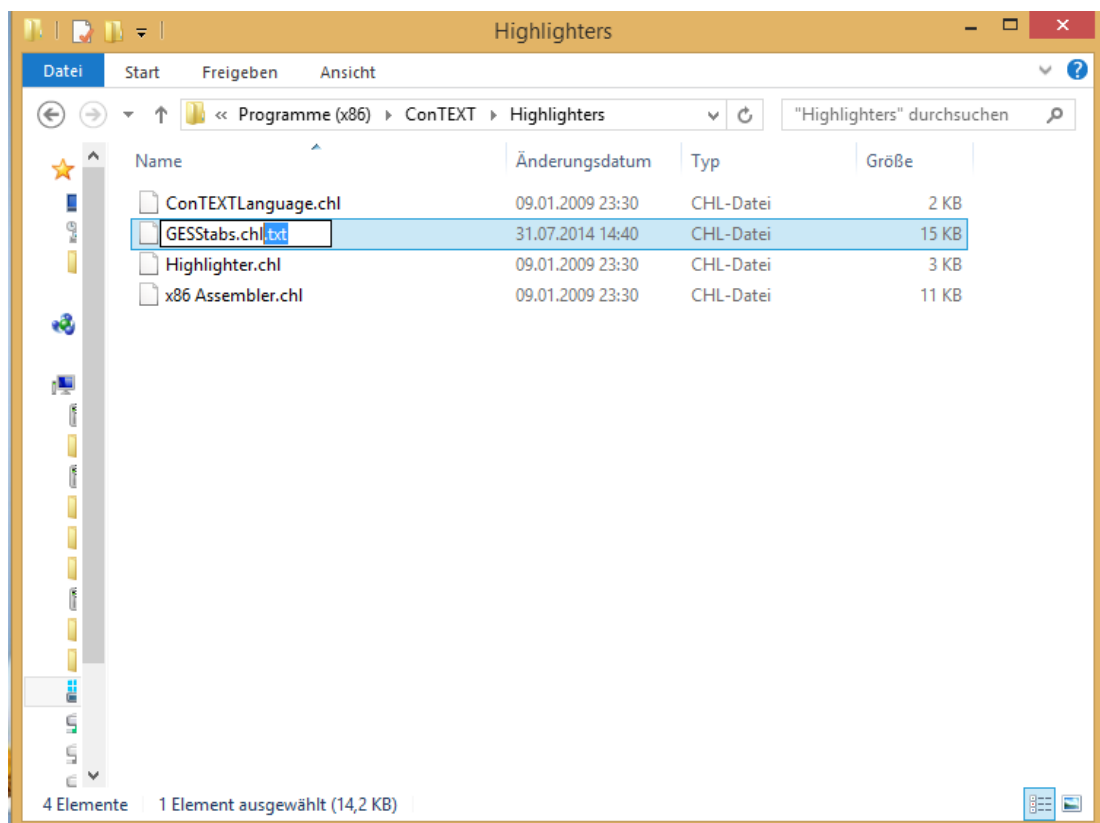 Highlighters
Datei Start Freigeben Ansicht
« Programme (x86) ConTEXT Highlighters "Highlighters" durchsuchen
Name Änderungsdatum Typ Größe
ConTEXTLanguage.chl 09.01.2009 23:30 CHL-Datei 2 KB
GESStabs.chl.txt 31.07.2014 14:40 CHL-Datei 15 KB
Highlighter.chl 09.01.2009 23:30 CHL-Datei 3 KB
x86 Assembler.chl 09.01.2009 23:30 CHL-Datei 11 KB
4 Elemente 1 Element ausgewählt (14,2 KB)